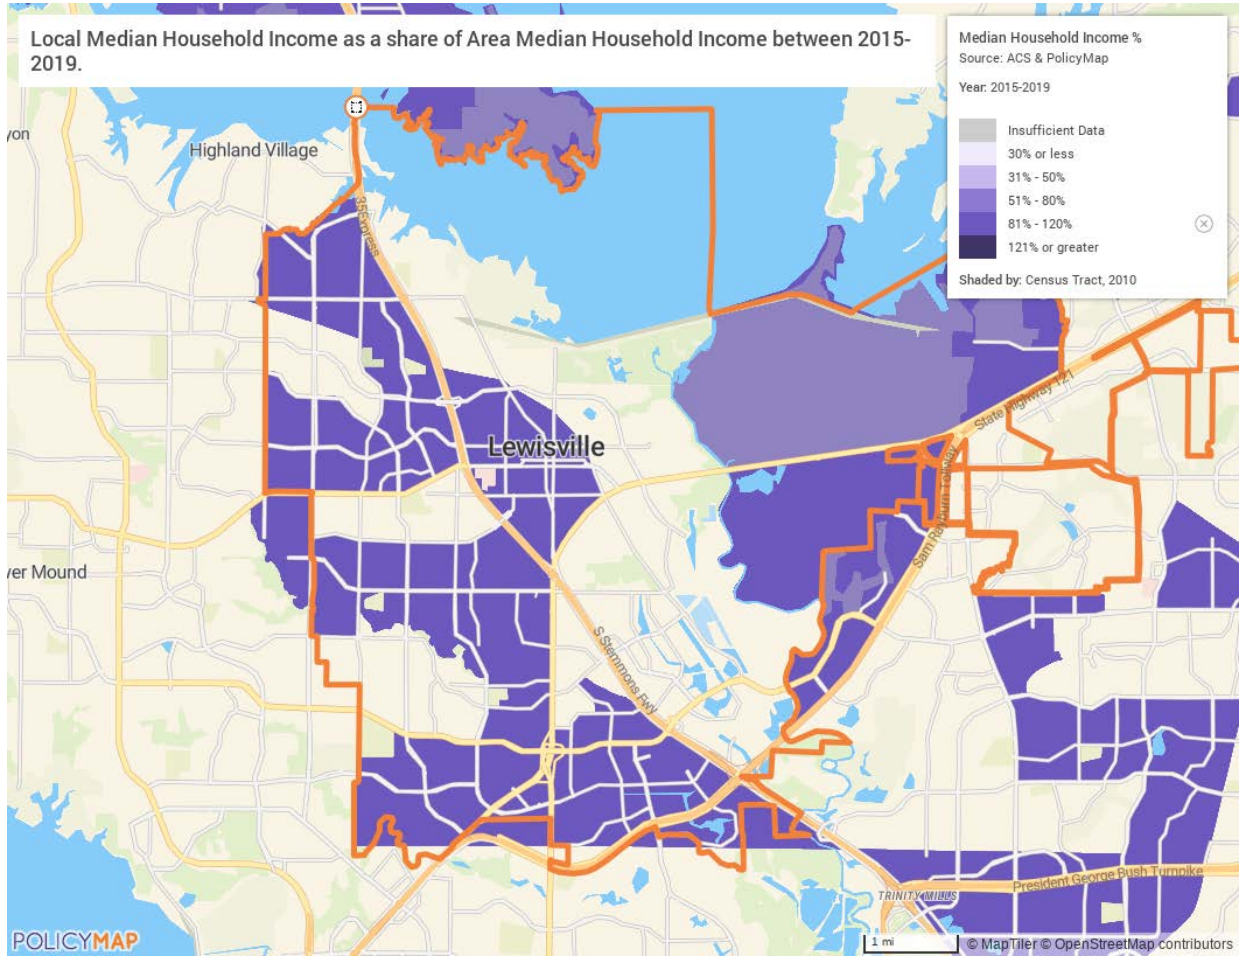 Local Median Household Income as a share of Area Median Household Income between 2015-
2019.
Median Household Income %
Source: ACS & PolicyMap
Year: 2015-2019
Insufficient Data
30% or less
31% - 50%
51% - 80%
81% - 120%
121% or greater
Shaded by: Census Tract, 2010
yon
Highland Village
35Express
State Highway 121
Lewisville
Sam Rayburn Tollway
ver Mound
S Stemmons Fwy
President George Bush Turnpike
TRINITY MILLS
POLICYMAP
1 mi
© MapTiler © OpenStreetMap contributors